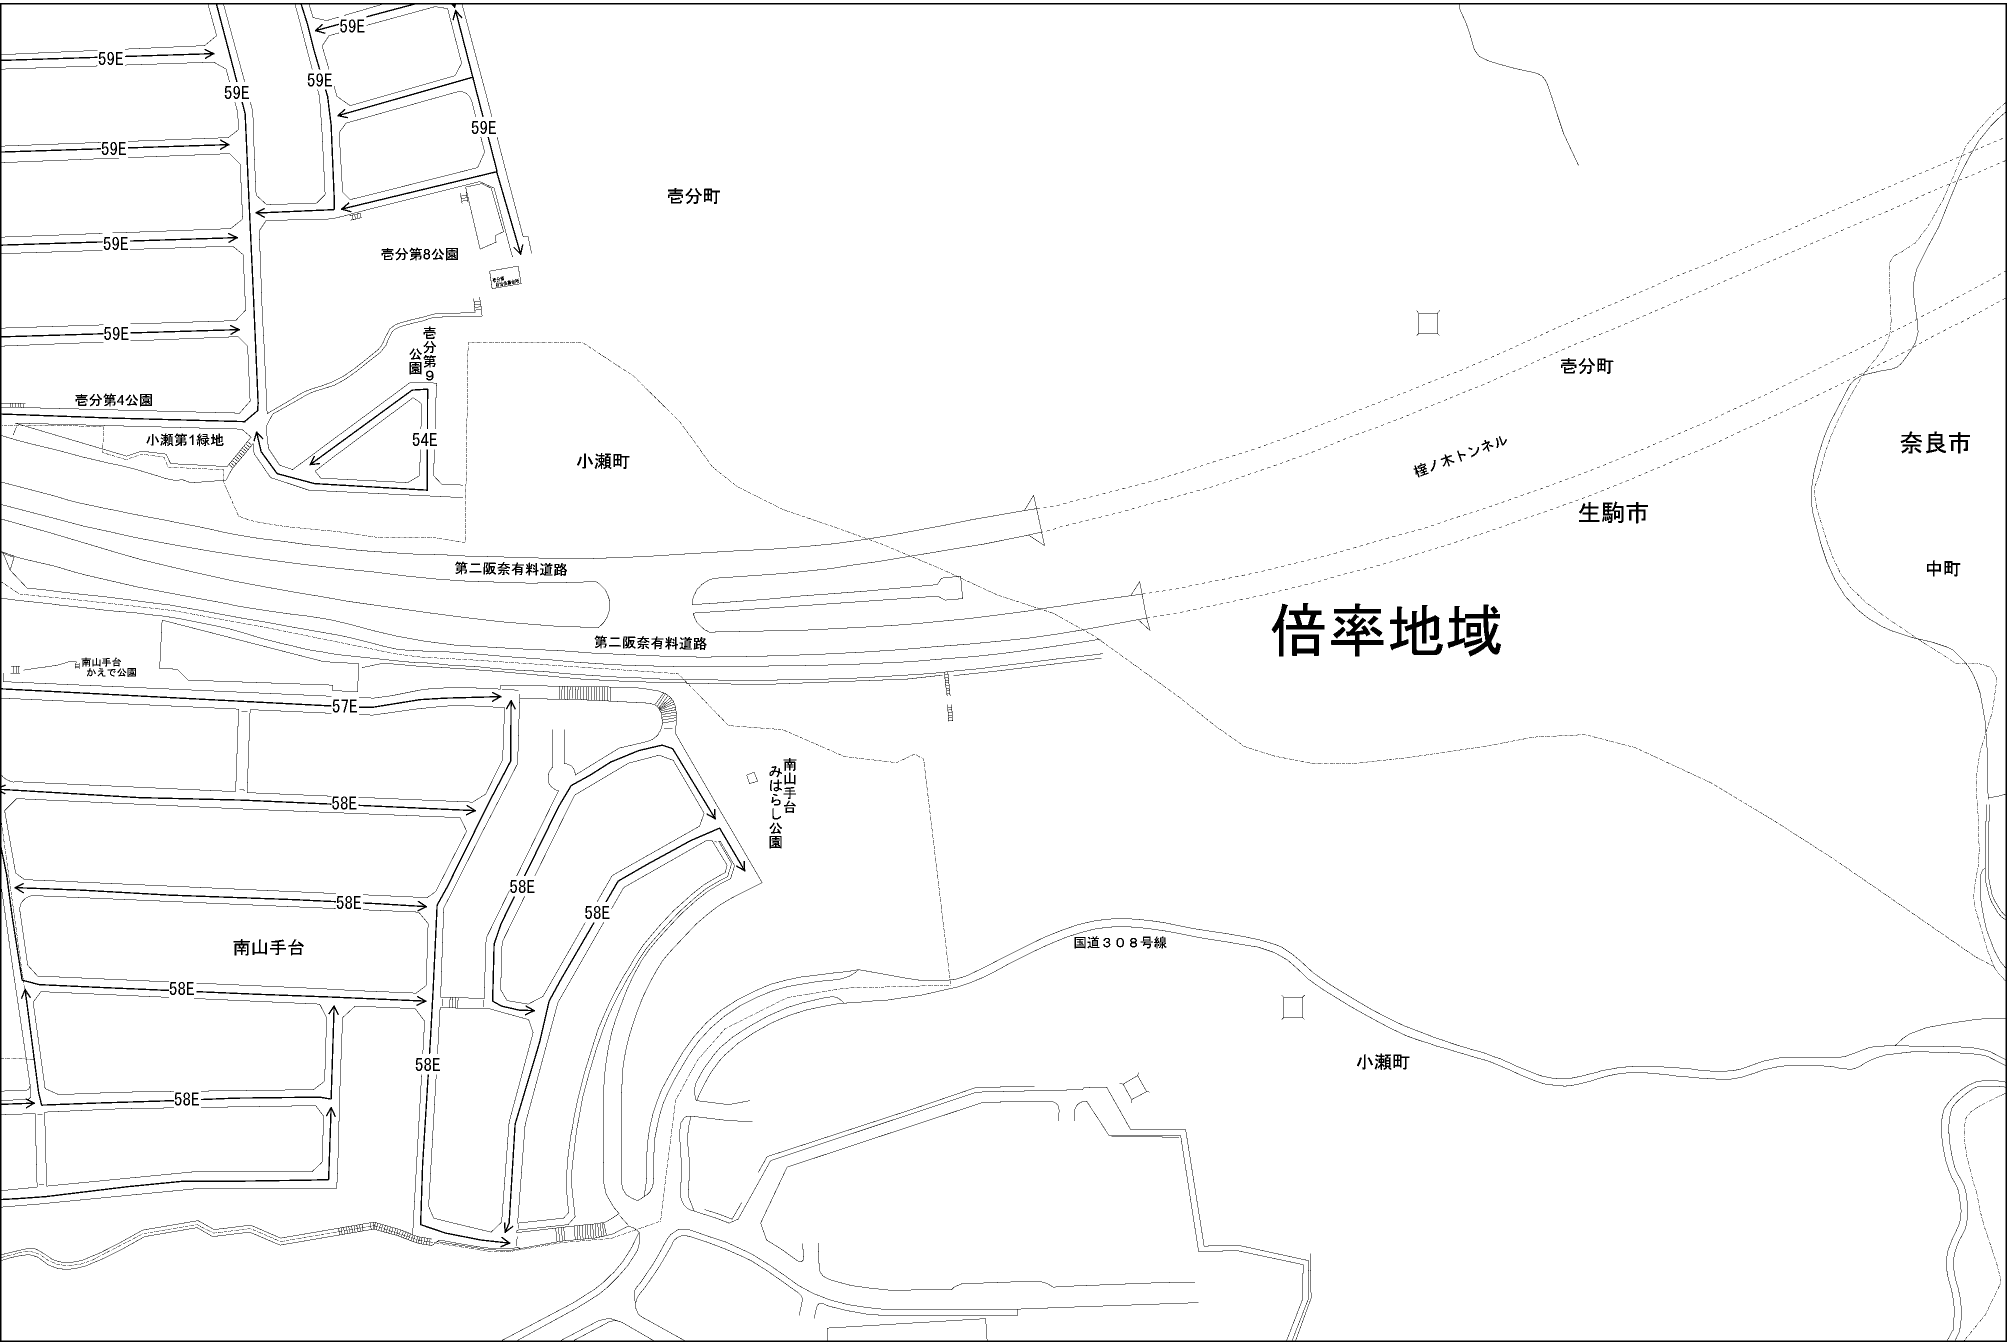 59E
59E
59E
59E
59E
59E
壱分町
59E
壱分第8公園
59E
壱分第9
公園
壱分町
壱分第4公園
小瀬第1緑地
54E
奈良市
小瀬町
榁ノ木トンネル
生駒市
第二阪奈有料道路
中町
倍率地域
第二阪奈有料道路
南山手台
かえで公園
57E
南山手台
みはらし公園
58E
58E
58E
58E
国道308号線
南山手台
58E
小瀬町
58E
58E